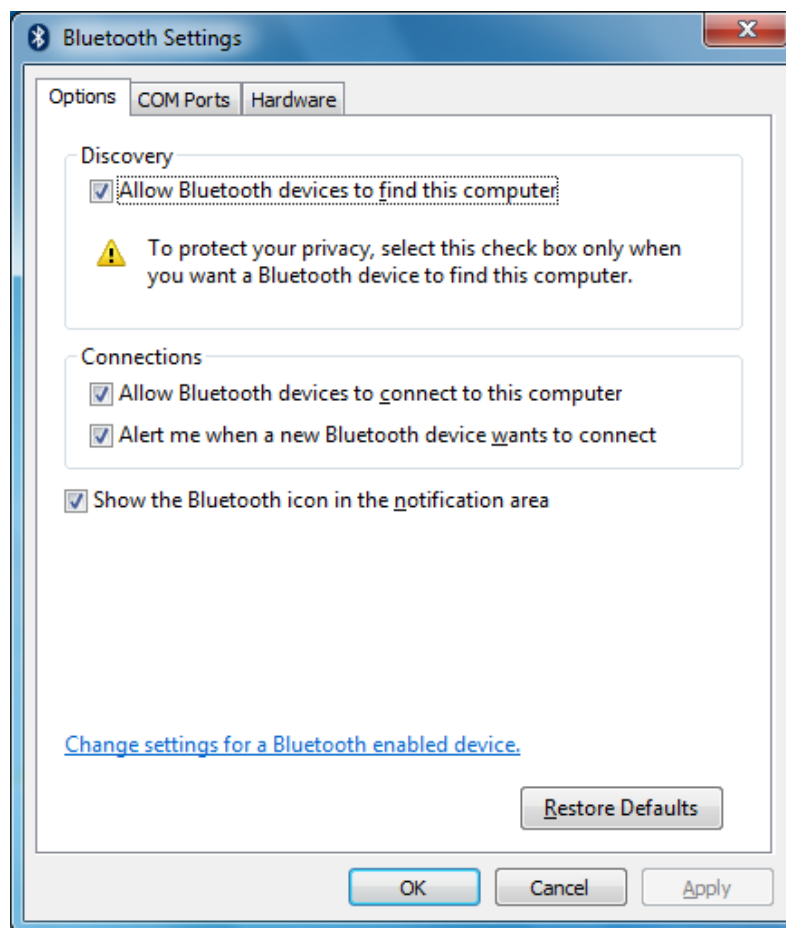 Bluetooth Settings
Options COM Ports Hardware
Discovery
Allow Bluetooth devices to find this computer
To protect your privacy, select this check box only when
you want a Bluetooth device to find this computer.
Connections
Allow Bluetooth devices to connect to this computer
Alert me when a new Bluetooth device wants to connect
Show the Bluetooth icon in the notification area
Change settings for a Bluetooth enabled device.
Restore Defaults
OK Cancel Apply